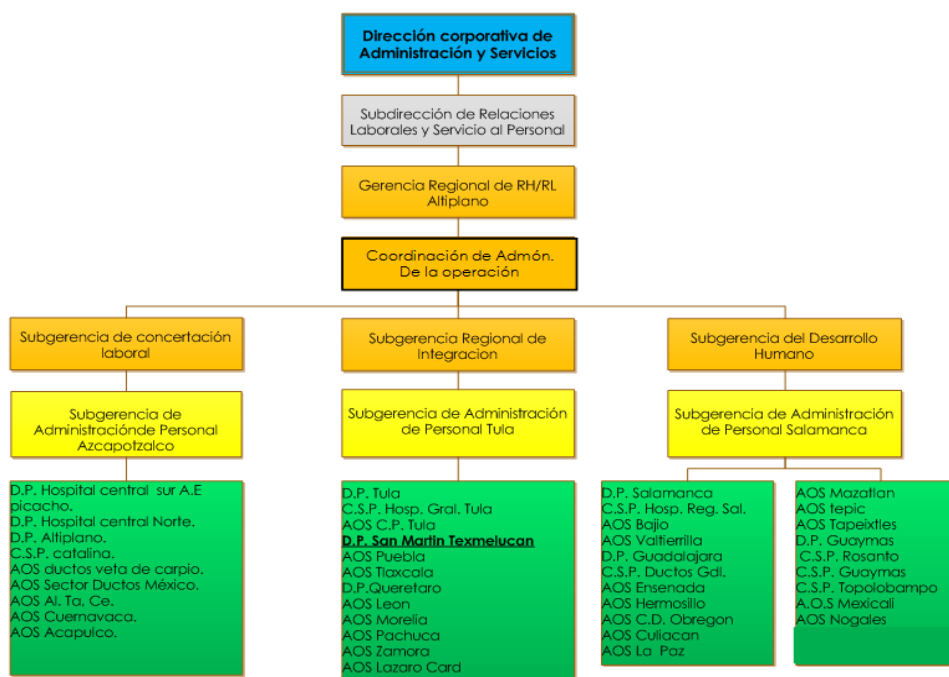 Dirección corporativa de
Administración y Servicios
Subdirección de Relaciones
Laborales y Servicio al Personal
Gerencia Regional de RH/RL
Altiplano
Coordinación de Admón.
De la operación
Subgerencia de concertación
laboral
Subgerencia Regional de
Integracion
Subgerencia del Desarrollo
Humano
Subgerencia de
Administraciónde Personal
Azcapotzalco
Subgerencia de Administración
de Personal Tula
Subgerencia de Administración
de Personal Salamanca
D.P. Hospital central sur A.E
picacho.
D.P. Hospital central Norte.
D.P. Altiplano.
C.S.P. catalina.
AOS ductos veta de carpio.
AOS Sector Ductos México.
AOS Al. Ta, Ce.
AOS Cuernavaca.
AOS Acapulco.
D.P. Tula
C.S.P. Hosp. Gral. Tula
AOS C.P. Tula
D.P. San Martin Texmelucan
AOS Puebla
AOS Tlaxcala
D.P.Queretaro
AOS Leon
AOS Morelia
AOS Pachuca
AOS Zamora
AOS Lazaro Card
D.P. Salamanca
C.S.P. Hosp. Reg. Sal.
AOS Bajio
AOS Valtierrilla
D.P. Guadalajara
C.S.P. Ductos Gdl.
AOS Ensenada
AOS Hermosillo
AOS C.D. Obregon
AOS Culiacan
AOS La Paz
AOS Mazatlan
AOS tepic
AOS Tapeixtles
D.P. Guaymas
C.S.P. Rosanto
C.S.P. Guaymas
C.S.P. Topolobampo
A.O.S Mexicali
AOS Nogales